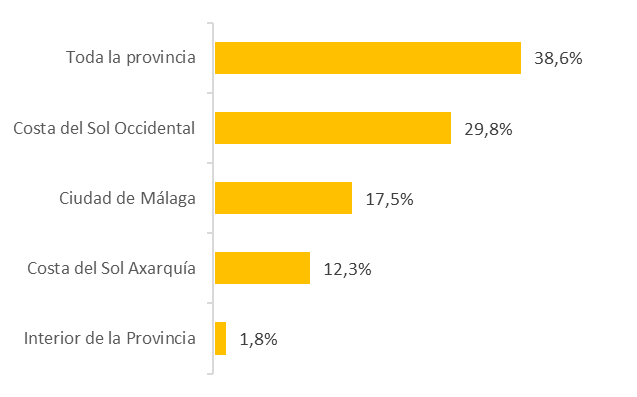 Toda la provincia 38,6%
Costa del Sol Occidental 29,8%
Ciudad de Málaga 17,5%
Costa del Sol Axarquía 12,3%
Interior de la Provincia 1,8%